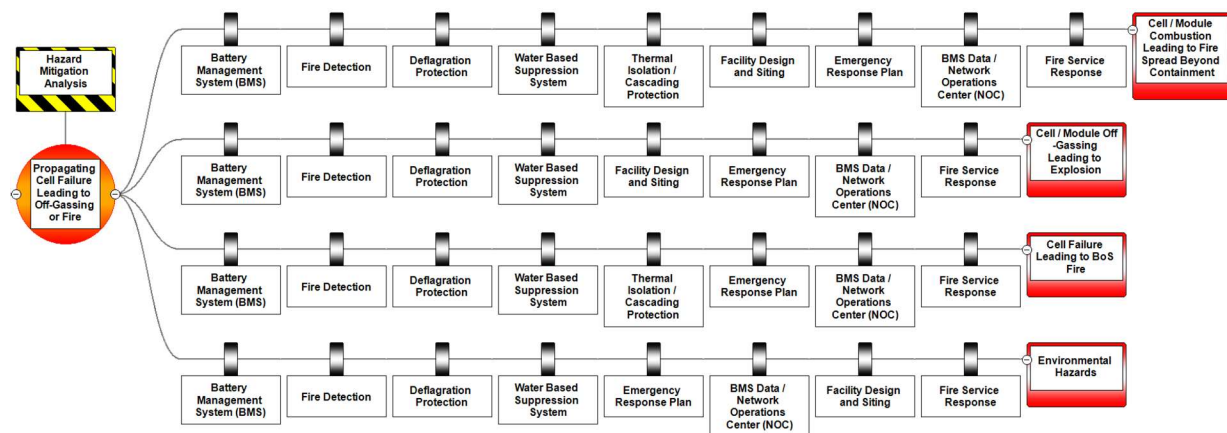 Hazard
Mitigation
Analysis
Propagating
Cell Failure
Leading to
Off-Gassing
or Fire
Battery
Management
System (BMS)
Fire Detection
Deflagration
Protection
Water Based
Suppression
System
Thermal
Isolation /
Cascading
Protection
Facility Design
and Siting
Emergency
Response Plan
BMS Data /
Network
Operations
Center (NOC)
Fire Service
Response
Cell / Module
Combustion
Leading to Fire
Spread Beyond
Containment
Battery
Management
System (BMS)
Fire Detection
Deflagration
Protection
Water Based
Suppression
System
Facility Design
and Siting
Emergency
Response Plan
BMS Data /
Network
Operations
Center (NOC)
Fire Service
Response
Cell / Module Off
-Gassing
Leading to
Explosion
Battery
Management
System (BMS)
Fire Detection
Deflagration
Protection
Water Based
Suppression
System
Thermal
Isolation /
Cascading
Protection
Emergency
Response Plan
BMS Data /
Network
Operations
Center (NOC)
Fire Service
Response
Cell Failure
Leading to BoS
Fire
Battery
Management
System (BMS)
Fire Detection
Deflagration
Protection
Water Based
Suppression
System
Emergency
Response Plan
BMS Data /
Network
Operations
Center (NOC)
Facility Design
and Siting
Fire Service
Response
Environmental
Hazards